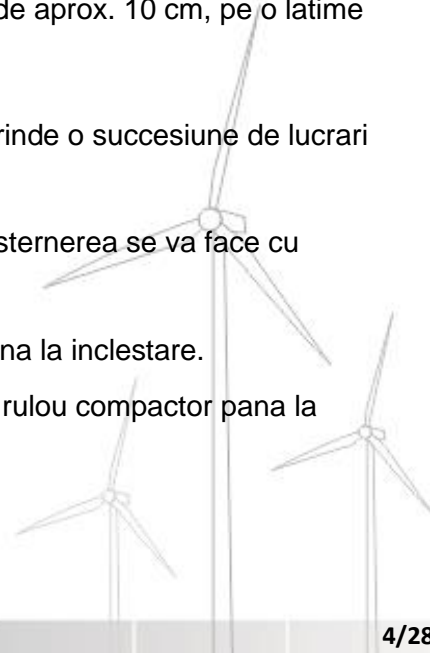 de aprox. 10 cm, pe o latime
rinde o succesiune de lucrari
sternerea se va face cu
na la inclestare.
rulou compactor pana la
4/28